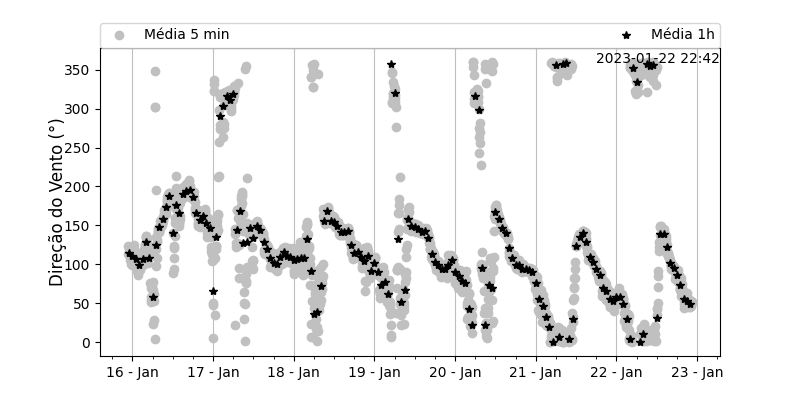 Média 5 min
Média 1h
2023-01-22 22:42
Direção do Vento (°)
350
300
250
200
150
100
50
0
16 - Jan
17 - Jan
18 - Jan
19 - Jan
20 - Jan
21 - Jan
22 - Jan
23 - Jan